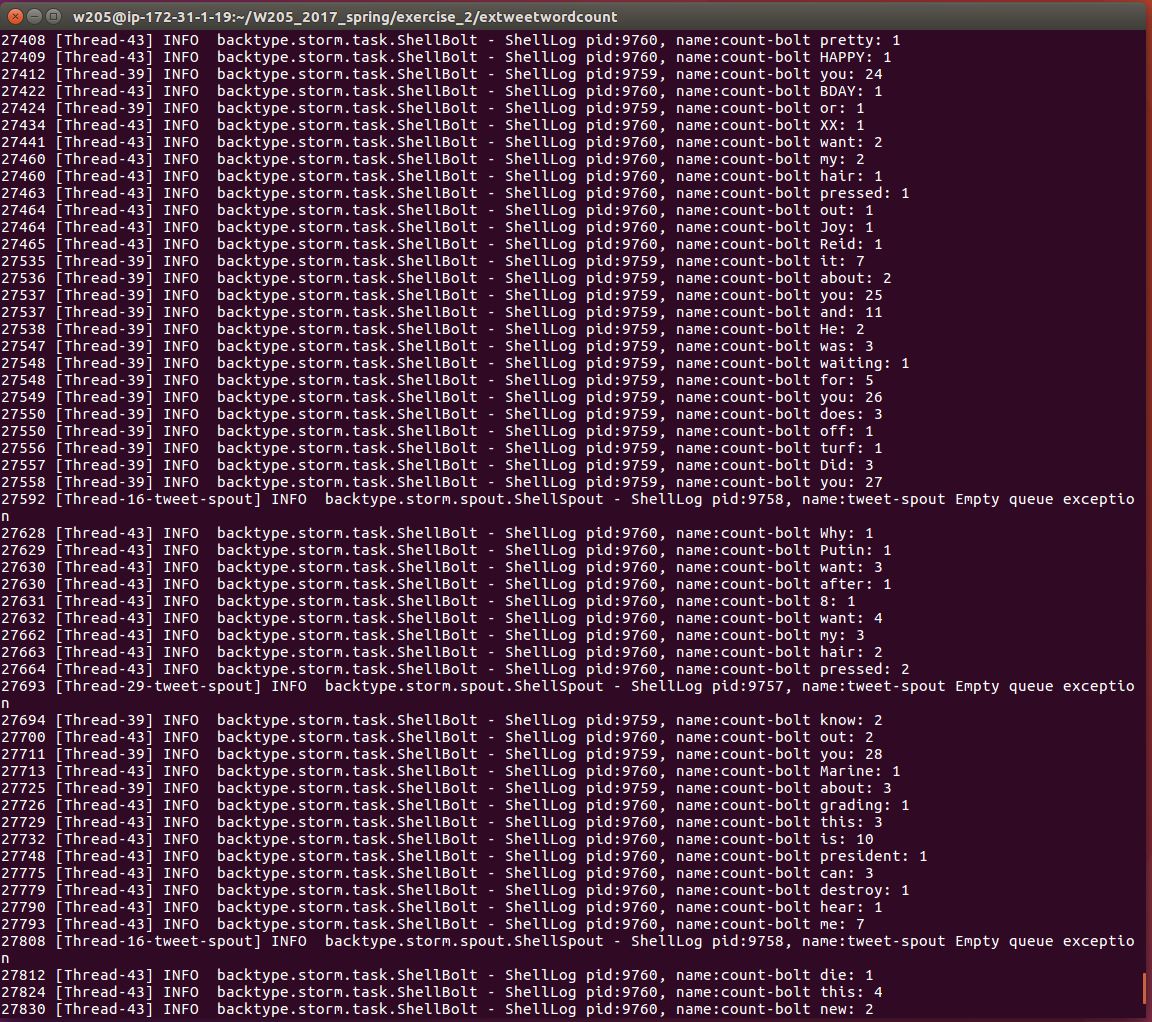 w205@ip-172-31-1-19:~/W205_2017_spring/exercise_2/extweetwordcount
27408 [Thread-43] INFO  backtype.storm.task.ShellBolt - ShellLog pid:9760, name:count-bolt pretty: 1
27409 [Thread-43] INFO  backtype.storm.task.ShellBolt - ShellLog pid:9760, name:count-bolt HAPPY: 1
27412 [Thread-39] INFO  backtype.storm.task.ShellBolt - ShellLog pid:9759, name:count-bolt you: 24
27422 [Thread-43] INFO  backtype.storm.task.ShellBolt - ShellLog pid:9760, name:count-bolt BDAY: 1
27424 [Thread-39] INFO  backtype.storm.task.ShellBolt - ShellLog pid:9759, name:count-bolt or: 1
27434 [Thread-43] INFO  backtype.storm.task.ShellBolt - ShellLog pid:9760, name:count-bolt XX: 1
27441 [Thread-43] INFO  backtype.storm.task.ShellBolt - ShellLog pid:9760, name:count-bolt want: 2
27460 [Thread-43] INFO  backtype.storm.task.ShellBolt - ShellLog pid:9760, name:count-bolt my: 2
27460 [Thread-43] INFO  backtype.storm.task.ShellBolt - ShellLog pid:9760, name:count-bolt hair: 1
27463 [Thread-43] INFO  backtype.storm.task.ShellBolt - ShellLog pid:9760, name:count-bolt pressed: 1
27464 [Thread-43] INFO  backtype.storm.task.ShellBolt - ShellLog pid:9760, name:count-bolt out: 1
27464 [Thread-43] INFO  backtype.storm.task.ShellBolt - ShellLog pid:9760, name:count-bolt Joy: 1
27465 [Thread-43] INFO  backtype.storm.task.ShellBolt - ShellLog pid:9760, name:count-bolt Reid: 1
27535 [Thread-39] INFO  backtype.storm.task.ShellBolt - ShellLog pid:9759, name:count-bolt it: 7
27536 [Thread-39] INFO  backtype.storm.task.ShellBolt - ShellLog pid:9759, name:count-bolt about: 2
27537 [Thread-39] INFO  backtype.storm.task.ShellBolt - ShellLog pid:9759, name:count-bolt you: 25
27537 [Thread-39] INFO  backtype.storm.task.ShellBolt - ShellLog pid:9759, name:count-bolt and: 11
27538 [Thread-39] INFO  backtype.storm.task.ShellBolt - ShellLog pid:9759, name:count-bolt He: 2
27547 [Thread-39] INFO  backtype.storm.task.ShellBolt - ShellLog pid:9759, name:count-bolt was: 3
27548 [Thread-39] INFO  backtype.storm.task.ShellBolt - ShellLog pid:9759, name:count-bolt waiting: 1
27548 [Thread-39] INFO  backtype.storm.task.ShellBolt - ShellLog pid:9759, name:count-bolt for: 5
27549 [Thread-39] INFO  backtype.storm.task.ShellBolt - ShellLog pid:9759, name:count-bolt you: 26
27550 [Thread-39] INFO  backtype.storm.task.ShellBolt - ShellLog pid:9759, name:count-bolt does: 3
27550 [Thread-39] INFO  backtype.storm.task.ShellBolt - ShellLog pid:9759, name:count-bolt off: 1
27556 [Thread-39] INFO  backtype.storm.task.ShellBolt - ShellLog pid:9759, name:count-bolt turf: 1
27557 [Thread-39] INFO  backtype.storm.task.ShellBolt - ShellLog pid:9759, name:count-bolt Did: 3
27558 [Thread-39] INFO  backtype.storm.task.ShellBolt - ShellLog pid:9759, name:count-bolt you: 27
27592 [Thread-16-tweet-spout] INFO  backtype.storm.spout.ShellSpout - ShellLog pid:9758, name:tweet-spout Empty queue exceptio
n
27628 [Thread-43] INFO  backtype.storm.task.ShellBolt - ShellLog pid:9760, name:count-bolt Why: 1
27629 [Thread-43] INFO  backtype.storm.task.ShellBolt - ShellLog pid:9760, name:count-bolt Putin: 1
27630 [Thread-43] INFO  backtype.storm.task.ShellBolt - ShellLog pid:9760, name:count-bolt want: 3
27630 [Thread-43] INFO  backtype.storm.task.ShellBolt - ShellLog pid:9760, name:count-bolt after: 1
27631 [Thread-43] INFO  backtype.storm.task.ShellBolt - ShellLog pid:9760, name:count-bolt 8: 1
27632 [Thread-43] INFO  backtype.storm.task.ShellBolt - ShellLog pid:9760, name:count-bolt want: 4
27662 [Thread-43] INFO  backtype.storm.task.ShellBolt - ShellLog pid:9760, name:count-bolt my: 3
27663 [Thread-43] INFO  backtype.storm.task.ShellBolt - ShellLog pid:9760, name:count-bolt hair: 2
27664 [Thread-43] INFO  backtype.storm.task.ShellBolt - ShellLog pid:9760, name:count-bolt pressed: 2
27693 [Thread-29-tweet-spout] INFO  backtype.storm.spout.ShellSpout - ShellLog pid:9757, name:tweet-spout Empty queue exceptio
n
27694 [Thread-39] INFO  backtype.storm.task.ShellBolt - ShellLog pid:9759, name:count-bolt know: 2
27700 [Thread-43] INFO  backtype.storm.task.ShellBolt - ShellLog pid:9760, name:count-bolt out: 2
27711 [Thread-39] INFO  backtype.storm.task.ShellBolt - ShellLog pid:9759, name:count-bolt you: 28
27713 [Thread-43] INFO  backtype.storm.task.ShellBolt - ShellLog pid:9760, name:count-bolt Marine: 1
27725 [Thread-39] INFO  backtype.storm.task.ShellBolt - ShellLog pid:9759, name:count-bolt about: 3
27726 [Thread-43] INFO  backtype.storm.task.ShellBolt - ShellLog pid:9760, name:count-bolt grading: 1
27729 [Thread-43] INFO  backtype.storm.task.ShellBolt - ShellLog pid:9760, name:count-bolt this: 3
27732 [Thread-43] INFO  backtype.storm.task.ShellBolt - ShellLog pid:9760, name:count-bolt is: 10
27748 [Thread-43] INFO  backtype.storm.task.ShellBolt - ShellLog pid:9760, name:count-bolt president: 1
27775 [Thread-43] INFO  backtype.storm.task.ShellBolt - ShellLog pid:9760, name:count-bolt can: 3
27779 [Thread-43] INFO  backtype.storm.task.ShellBolt - ShellLog pid:9760, name:count-bolt destroy: 1
27790 [Thread-43] INFO  backtype.storm.task.ShellBolt - ShellLog pid:9760, name:count-bolt hear: 1
27793 [Thread-43] INFO  backtype.storm.task.ShellBolt - ShellLog pid:9760, name:count-bolt me: 7
27808 [Thread-16-tweet-spout] INFO  backtype.storm.spout.ShellSpout - ShellLog pid:9758, name:tweet-spout Empty queue exceptio
n
27812 [Thread-43] INFO  backtype.storm.task.ShellBolt - ShellLog pid:9760, name:count-bolt die: 1
27824 [Thread-43] INFO  backtype.storm.task.ShellBolt - ShellLog pid:9760, name:count-bolt this: 4
27830 [Thread-43] INFO  backtype.storm.task.ShellBolt - ShellLog pid:9760, name:count-bolt new: 2